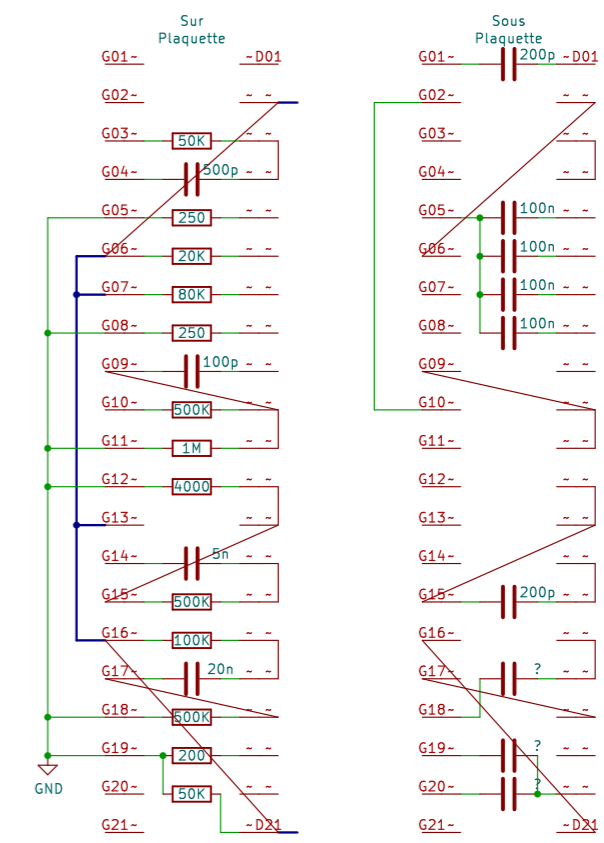 Sur
Plaquette
G01~ ~D01
G02~ ~ ~
G03~ 50K ~ ~
G04~ 500p ~ ~
G05~ 250 ~ ~
G06~ 20K ~ ~
G07~ 80K ~ ~
G08~ 250 ~ ~
G09~ 100p ~ ~
G10~ 500K ~ ~
G11~ 1M ~ ~
G12~ 4000 ~ ~
G13~ ~ ~
G14~ 5n ~ ~
G15~ 500K ~ ~
G16~ 100K ~ ~
G17~ 20n ~ ~
G18~ 500K ~ ~
G19~ 200 ~ ~
GND
G20~ 50K ~ ~
G21~ ~D21
Sous
Plaquette
G01~ 200p ~D01
G02~ ~ ~
G03~ ~ ~
G04~ ~ ~
G05~ 100n ~ ~
G06~ 100n ~ ~
G07~ 100n ~ ~
G08~ 100n ~ ~
G09~ ~ ~
G10~ ~ ~
G11~ ~ ~
G12~ ~ ~
G13~ ~ ~
G14~ ~ ~
G15~ 200p ~ ~
G16~ ~ ~
G17~ ? ~ ~
G18~ ~ ~
G19~ ? ~ ~
G20~ ? ~ ~
G21~ ~D21